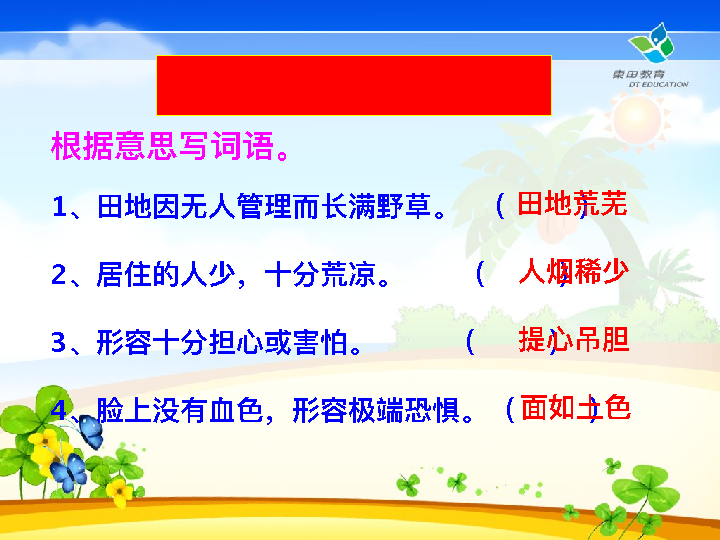 東田教育
DT EDUCATION
根据意思写词语。
1、田地因无人管理而长满野草。 （田地荒芜）
2、居住的人少，十分荒凉。 （人烟稀少）
3、形容十分担心或害怕。 （提心吊胆）
4、脸上没有血色，形容极端恐惧。（面如土色）